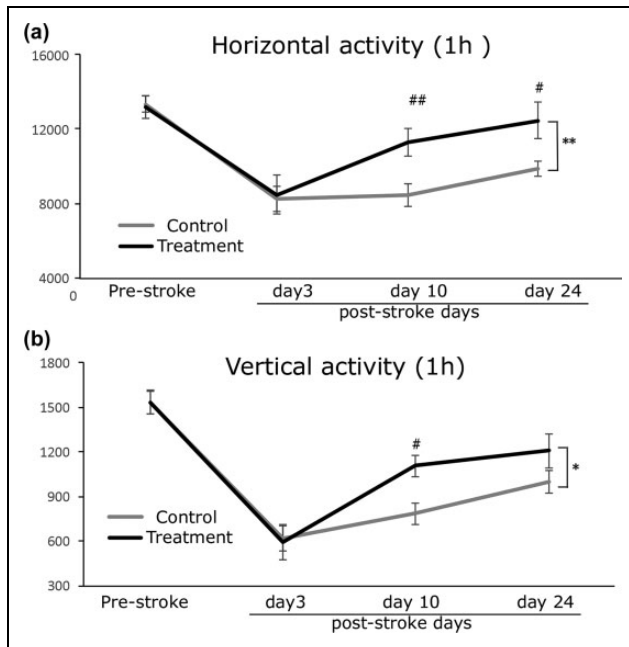 (a)
Horizontal activity (1h )
16000
12000
8000
4000
0
##
#
**
Control
Treatment
Pre-stroke day3 day 10 day 24
post-stroke days
(b)
Vertical activity (1h)
1800
1500
1200
900
600
300
#
*
Control
Treatment
Pre-stroke day3 day 10 day 24
post-stroke days